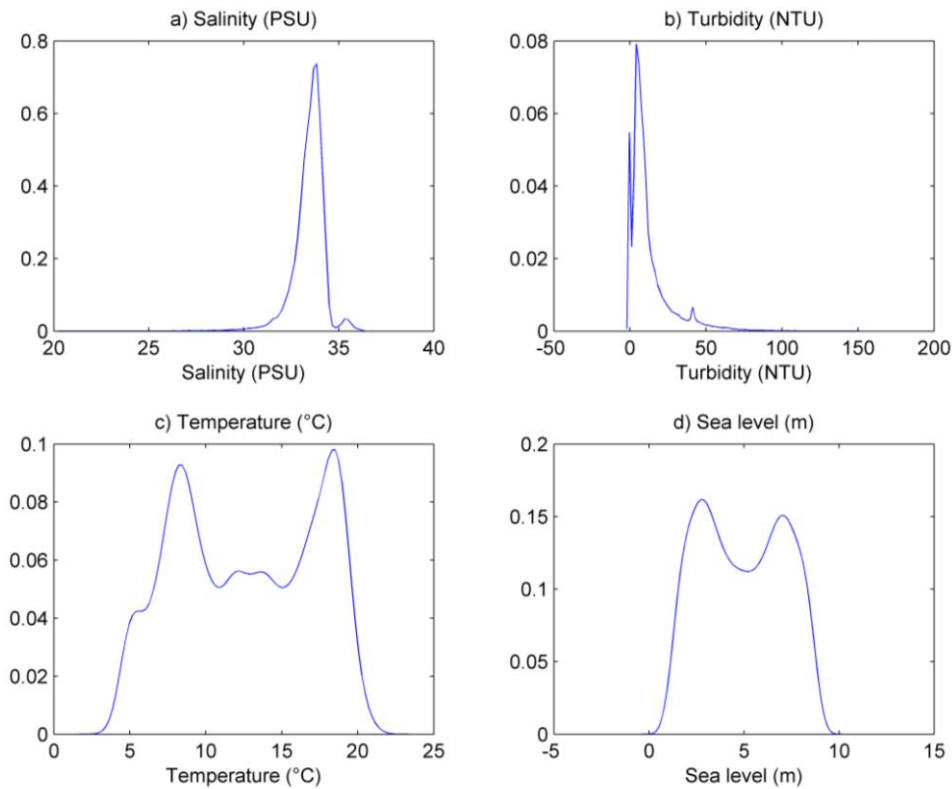 a) Salinity (PSU)
0.8
0.6
0.4
0.2
0
20 25 30 35 40
Salinity (PSU)
b) Turbidity (NTU)
0.08
0.06
0.04
0.02
0
-50 0 50 100 150 200
Turbidity (NTU)
c) Temperature (°C)
0.1
0.08
0.06
0.04
0.02
0
0 5 10 15 20 25
Temperature (°C)
d) Sea level (m)
0.2
0.15
0.1
0.05
0
-5 0 5 10 15
Sea level (m)